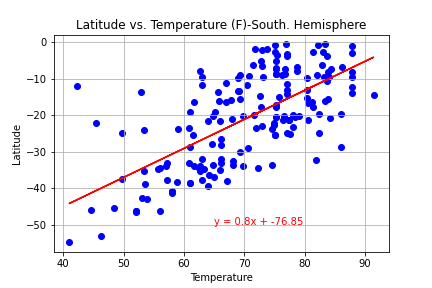 Latitude vs. Temperature (F)-South. Hemisphere
0
−10
−20
−30
−40
−50
Latitude
y = 0.8x + -76.85
40 50 60 70 80 90
Temperature